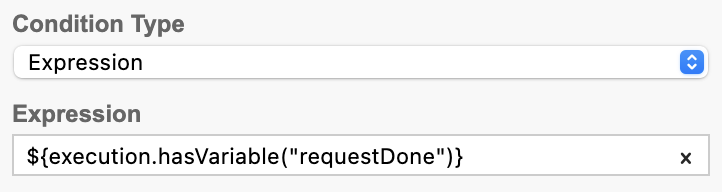 Condition Type
Expression
Expression
${execution.hasVariable("requestDone")}